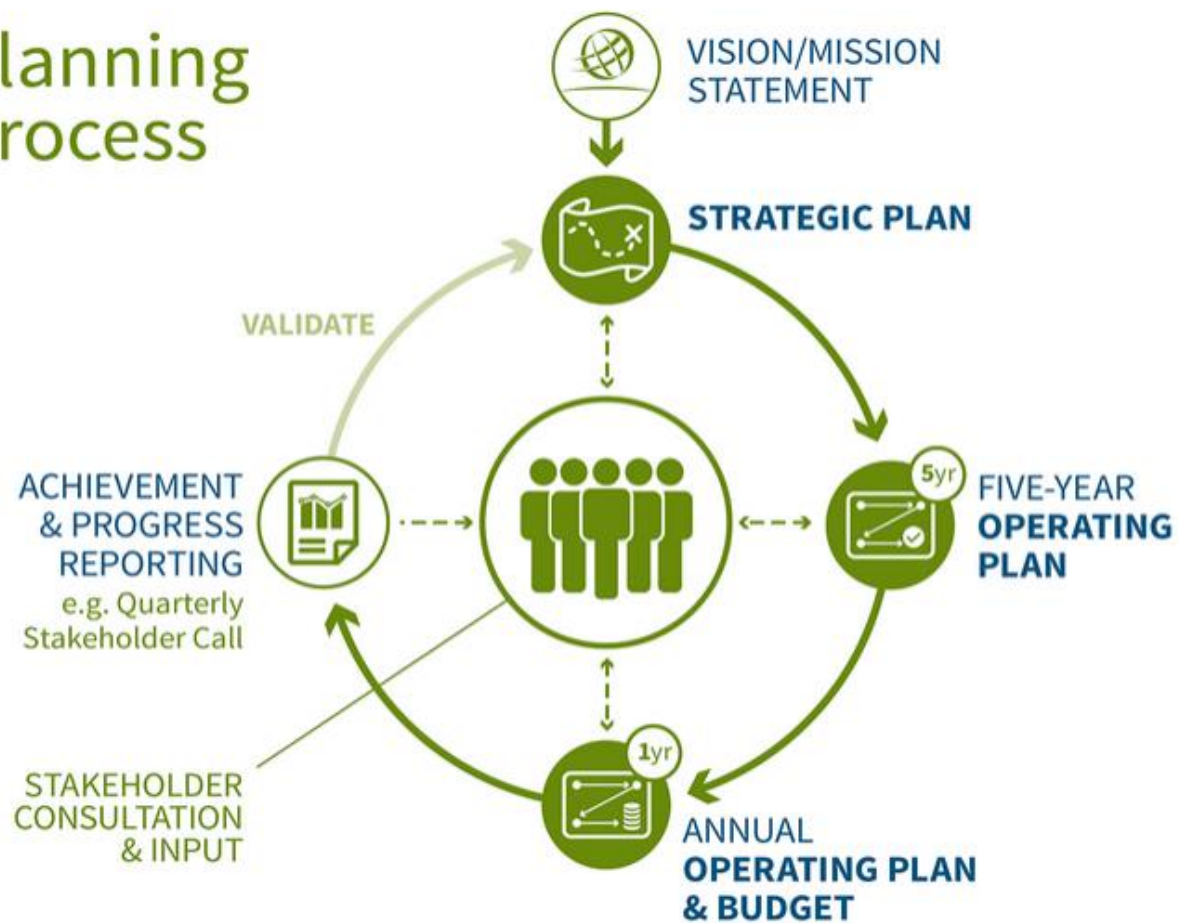 lanning
rocess
VISION/MISSION
STATEMENT
STRATEGIC PLAN
VALIDATE
5yr
FIVE-YEAR
OPERATING
PLAN
ACHIEVEMENT
& PROGRESS
REPORTING
e.g. Quarterly
Stakeholder Call
1yr
STAKEHOLDER
CONSULTATION
& INPUT
ANNUAL
OPERATING PLAN
& BUDGET